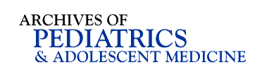 ARCHIVES OF
PEDIATRICS
& ADOLESCENT MEDICINE